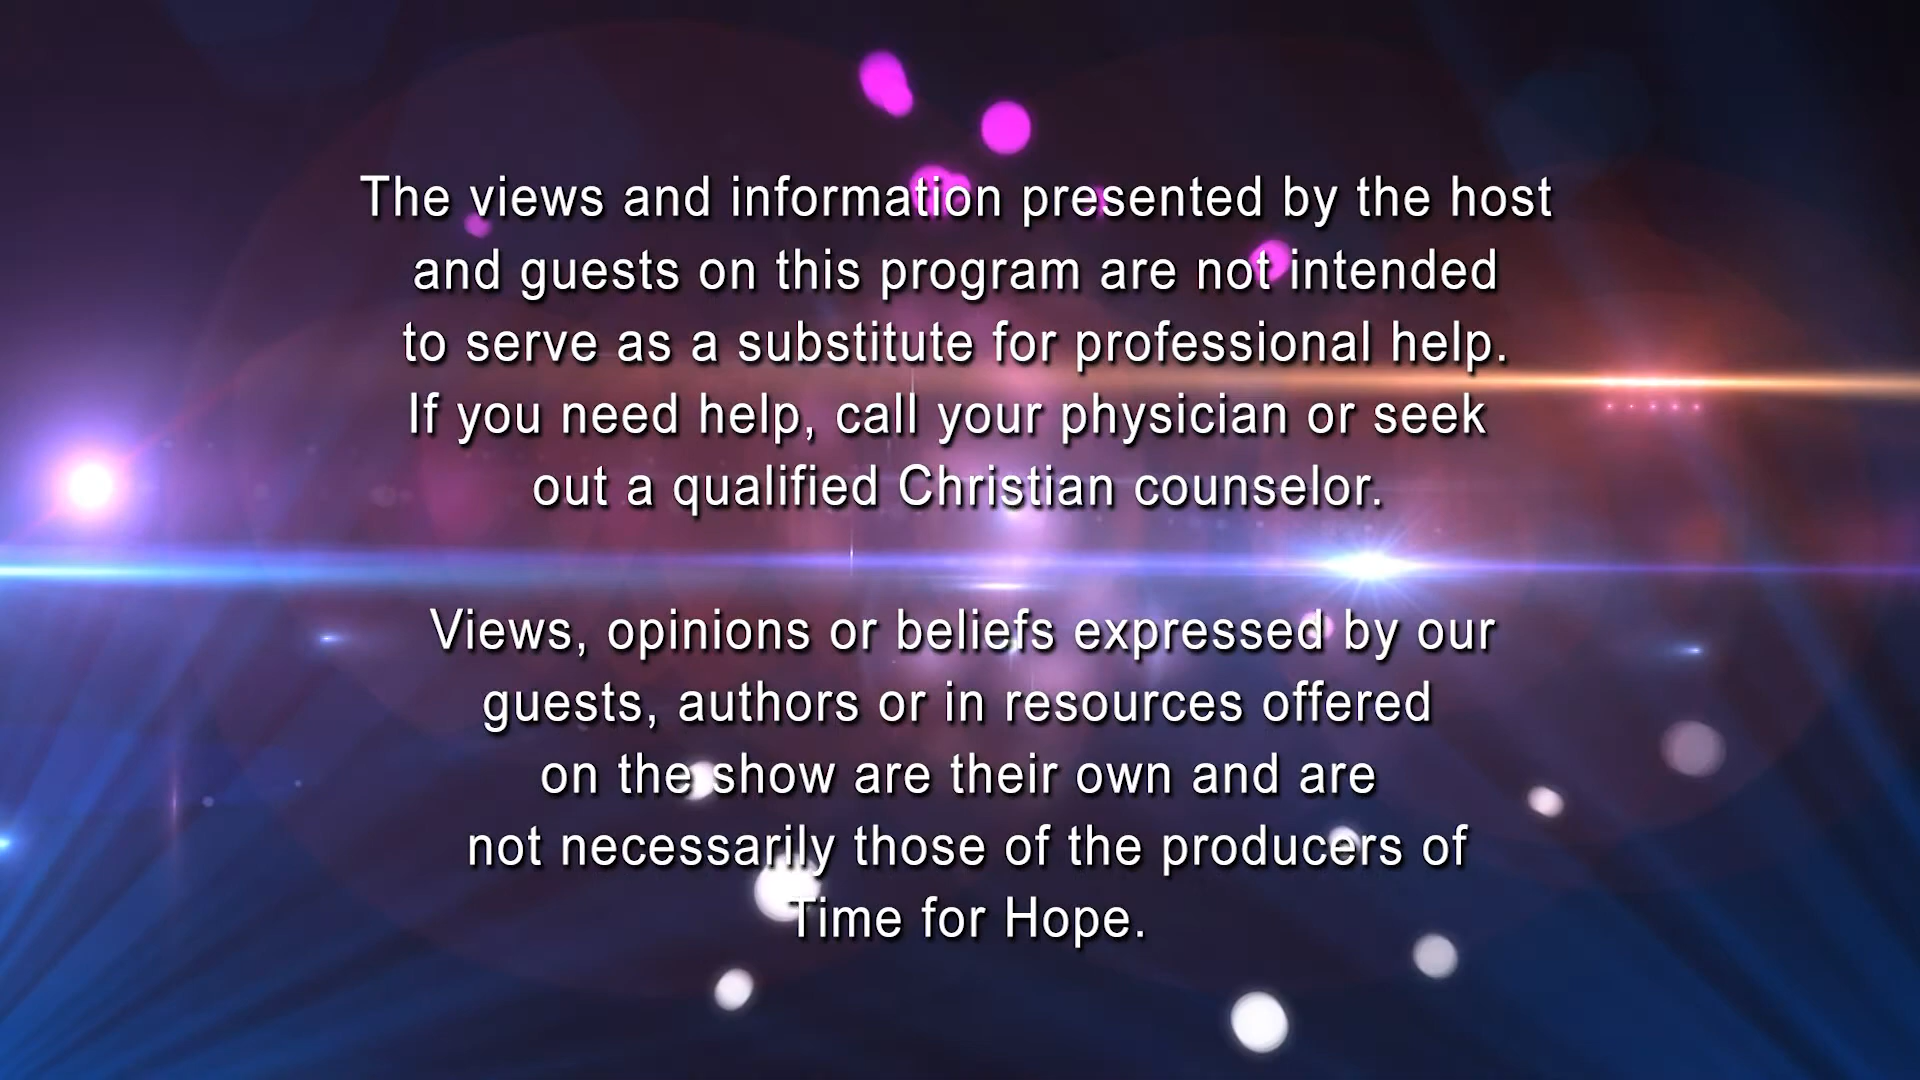 The views and information presented by the host
and guests on this program are not intended
to serve as a substitute for professional help.
If you need help, call your physician or seek
out a qualified Christian counselor.
Views, opinions or beliefs expressed by our
guests, authors or in resources offered
on the show are their own and are
not necessarily those of the producers of
Time for Hope.